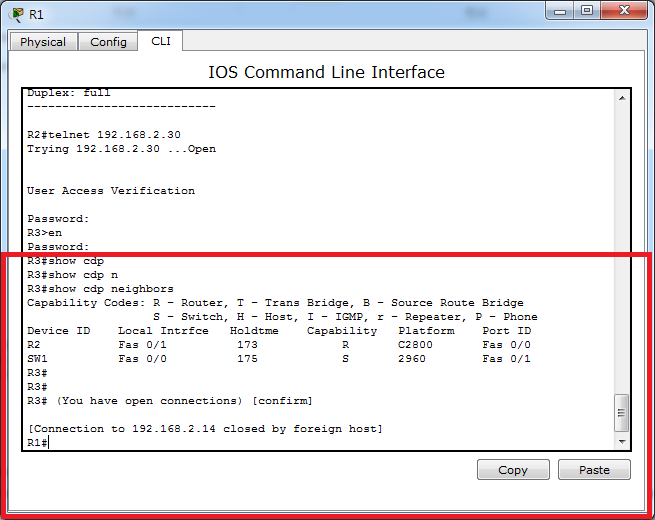 R1
Physical Config CLI
IOS Command Line Interface
Duplex: full
---------------------------
R2#telnet 192.168.2.30
Trying 192.168.2.30 ...Open
User Access Verification
Password:
R3>en
Password:
R3#show cdp
R3#show cdp n
R3#show cdp neighbors
Capability Codes: R - Router, T - Trans Bridge, B - Source Route Bridge
S - Switch, H - Host, I - IGMP, r - Repeater, P - Phone
Device ID    Local Intrfce   Holdtme    Capability   Platform    Port ID
R2           Fas 0/1          173            R       C2800       Fas 0/0
SW1          Fas 0/0          175            S       2960        Fas 0/1
R3#
R3#
R3# (You have open connections) [confirm]
[Connection to 192.168.2.14 closed by foreign host]
R1#
Copy Paste